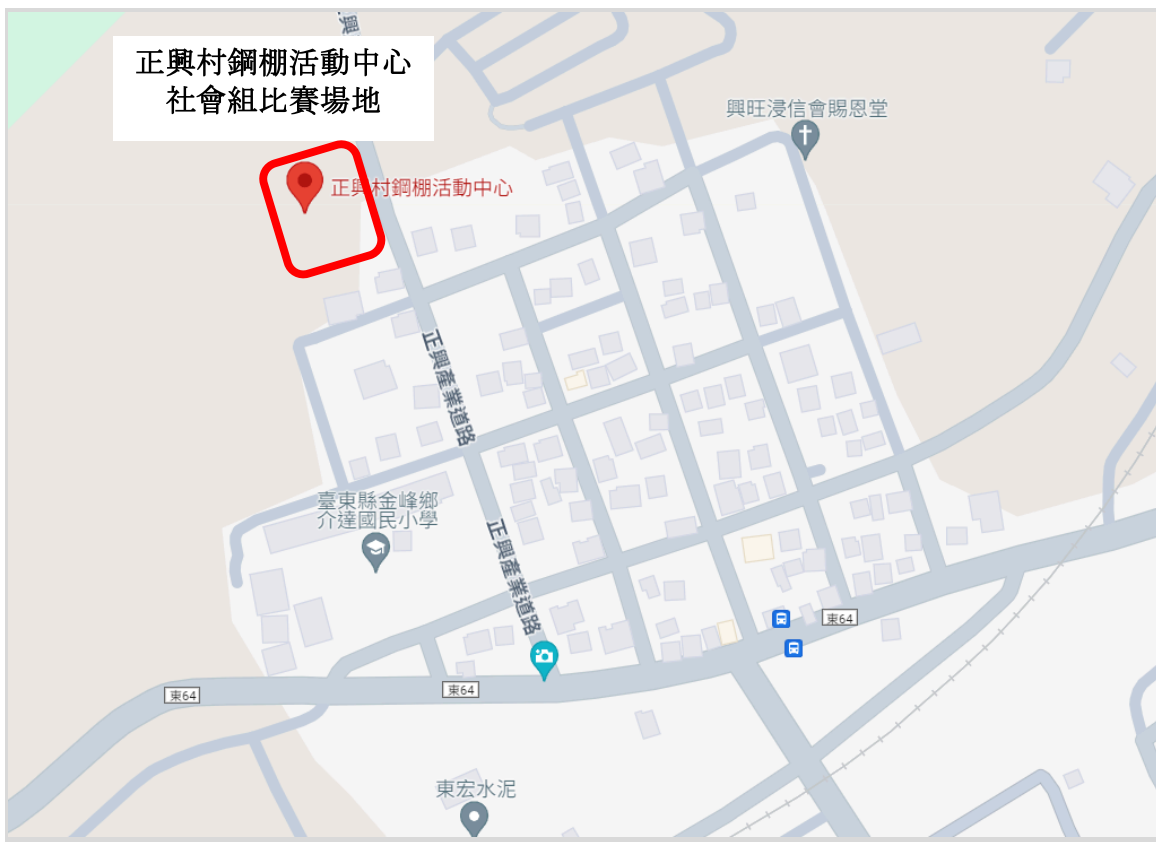 興
正興村鋼棚活動中心
社會組比賽場地
興旺浸信會賜恩堂
正興村鋼棚活動中心
正興產業道路
臺東縣金峰鄉
介達國民小學
正興產業道路
東64
東64
東64
東宏水泥